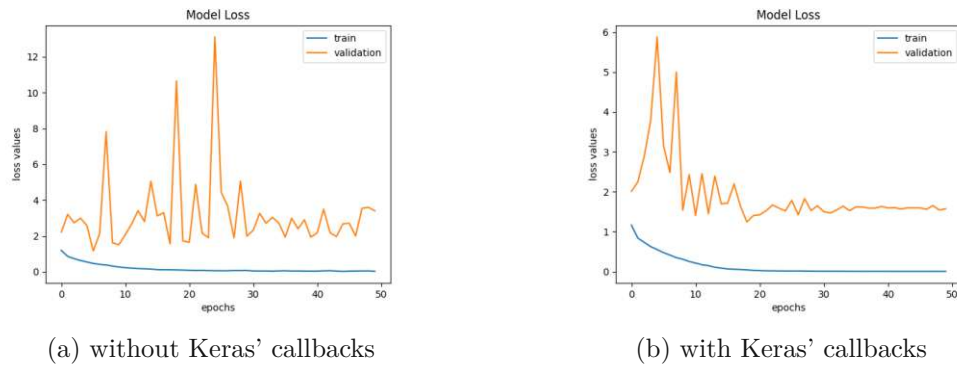 Model Loss
train
validation
12
10
8
6
4
2
0
loss values
0
10
20
30
40
50
epochs
(a) without Keras' callbacks
Model Loss
train
validation
6
5
4
3
2
1
0
loss values
0
10
20
30
40
50
epochs
(b) with Keras' callbacks